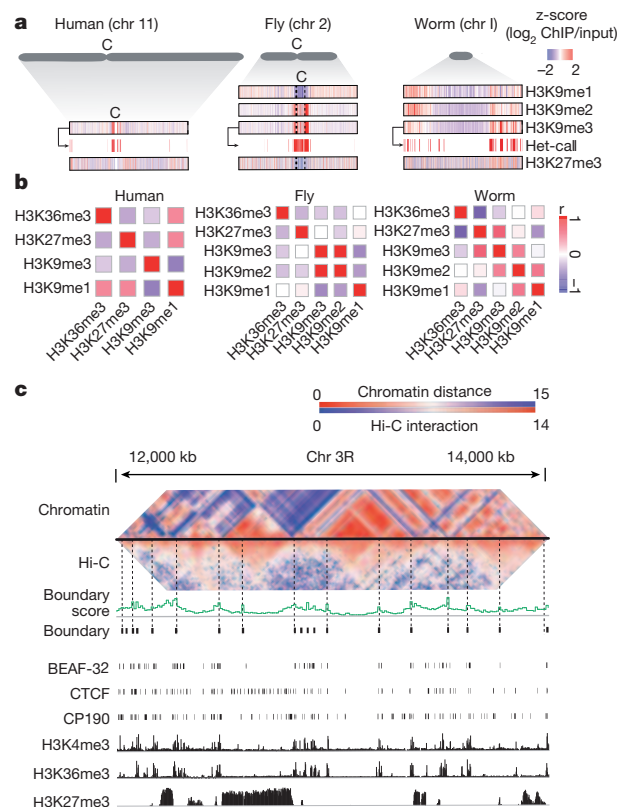 a
Human (chr 11)
Fly (chr 2)
Worm (chr I)
z-score
(log2 ChIP/input)
−2 2
C
C
C
C
H3K9me1
H3K9me2
H3K9me3
Het-call
H3K27me3
b
Human
H3K36me3
H3K27me3
H3K9me3
H3K9me1
H3K36me3
H3K27me3
H3K9me3
H3K9me1
Fly
H3K36me3
H3K27me3
H3K9me3
H3K9me2
H3K9me1
H3K36me3
H3K27me3
H3K9me3
H3K9me2
H3K9me1
Worm
H3K36me3
H3K27me3
H3K9me3
H3K9me2
H3K9me1
H3K36me3
H3K27me3
H3K9me3
H3K9me2
H3K9me1
r
1
−1
c
0 Chromatin distance 15
0 Hi-C interaction 14
12,000 kb Chr 3R 14,000 kb
Chromatin
Hi-C
Boundary
score
Boundary
BEAF-32
CTCF
CP190
H3K4me3
H3K36me3
H3K27me3